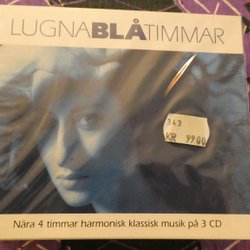 LUGNABLÅTIMMAR
343
KR 99.00
Nära 4 timmar harmonisk klassisk musik på 3 CD